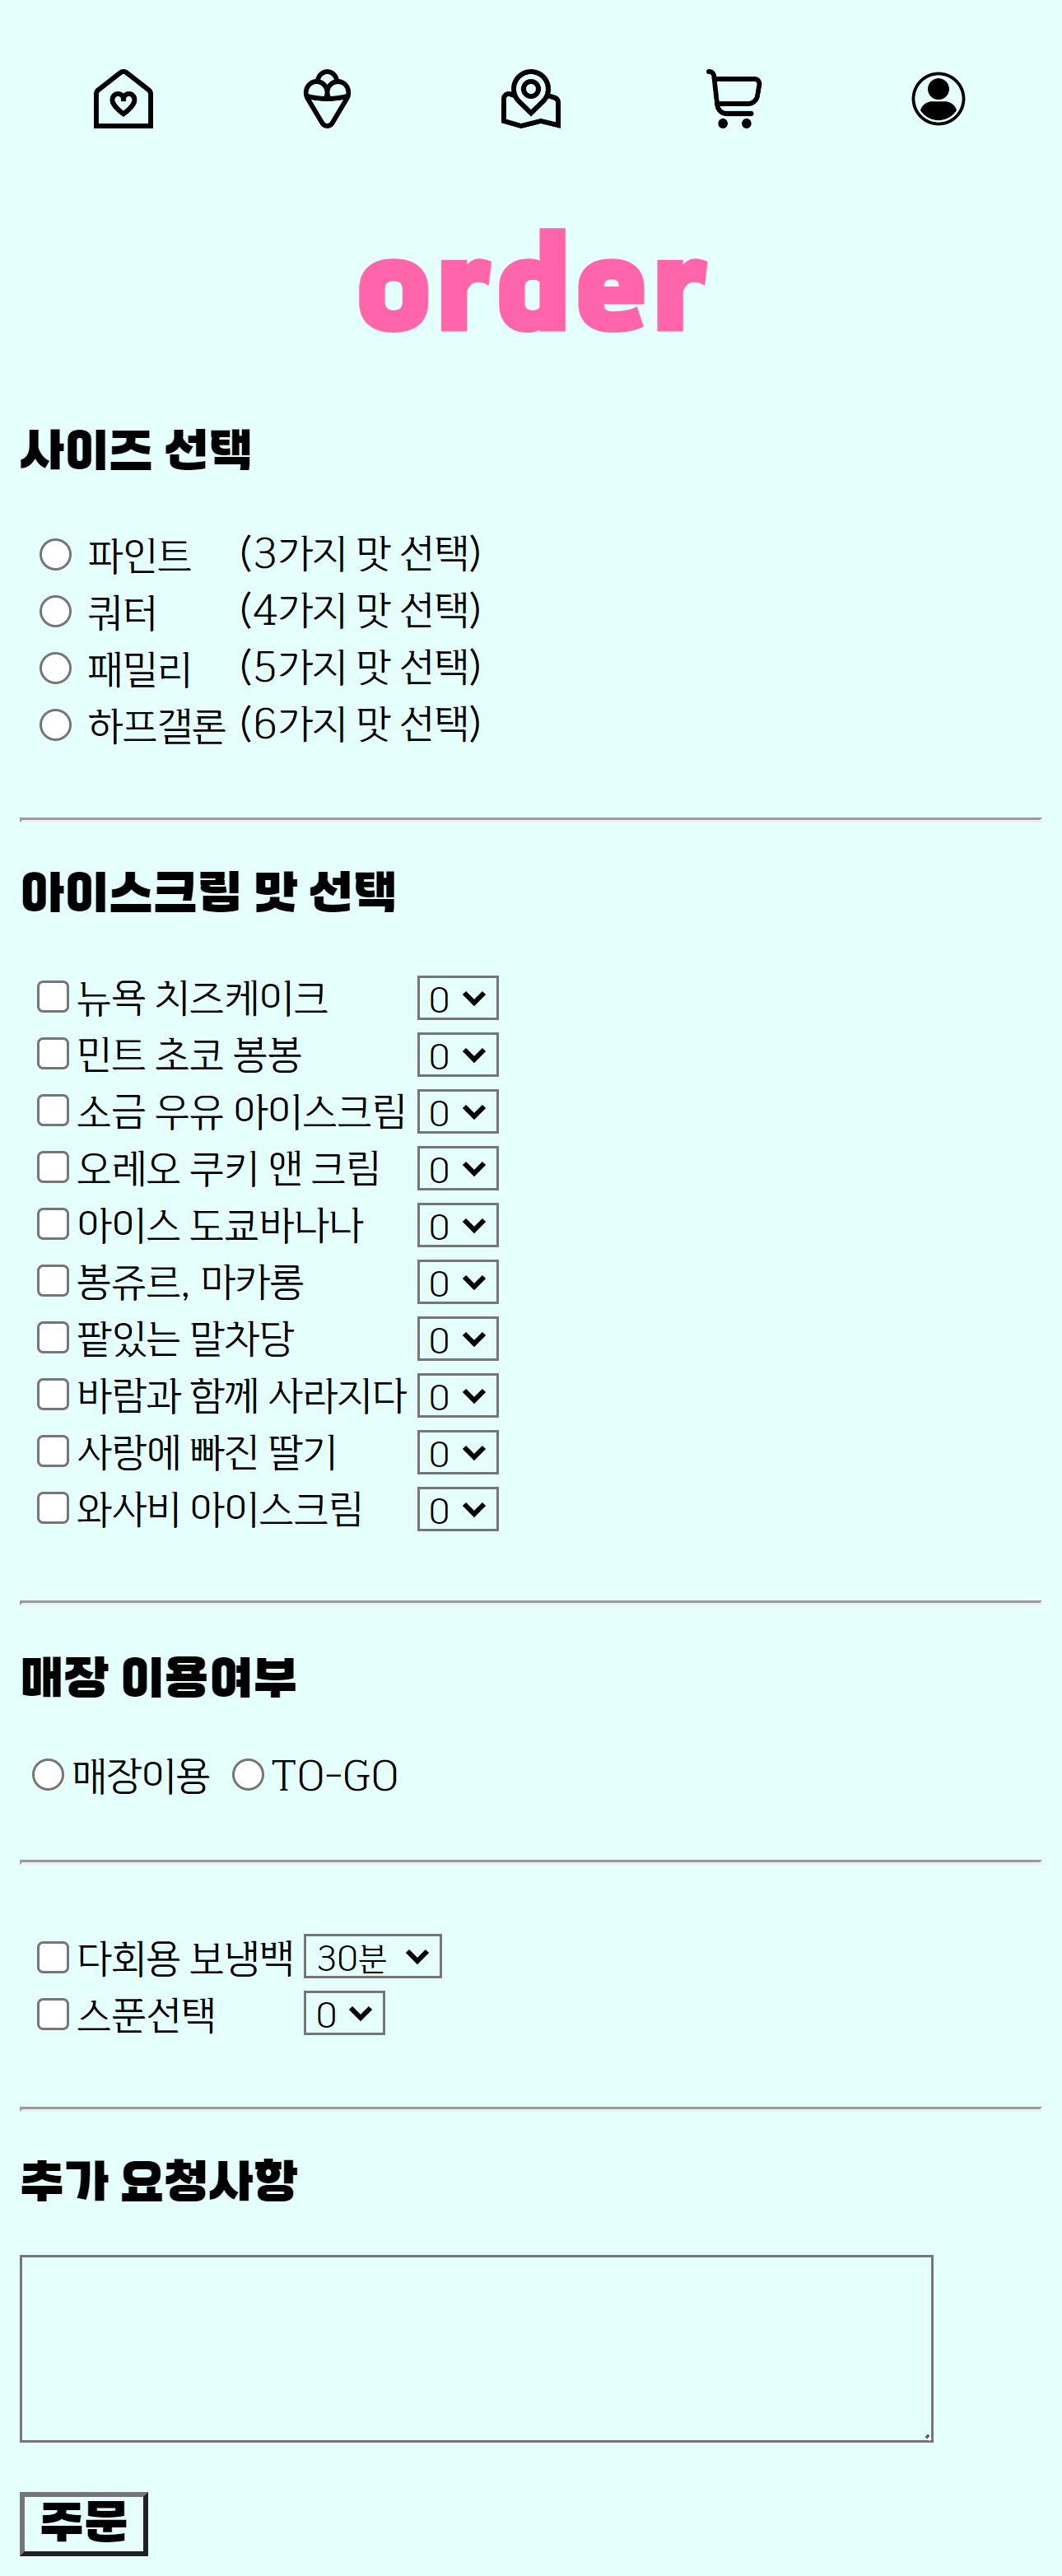 order
사이즈 선택
파인트 (3가지 맛 선택)
쿼터 (4가지 맛 선택)
패밀리 (5가지 맛 선택)
하프갤론 (6가지 맛 선택)
아이스크림 맛 선택
뉴욕 치즈케이크 0
민트 초코 봉봉 0
소금 우유 아이스크림 0
오레오 쿠키 앤 크림 0
아이스 도쿄바나나 0
봉쥬르, 마카롱 0
팥있는 말차당 0
바람과 함께 사라지다 0
사랑에 빠진 딸기 0
와사비 아이스크림 0
매장 이용여부
매장이용 TO-GO
다회용 보냉백 30분
스푼선택 0
추가 요청사항
주문